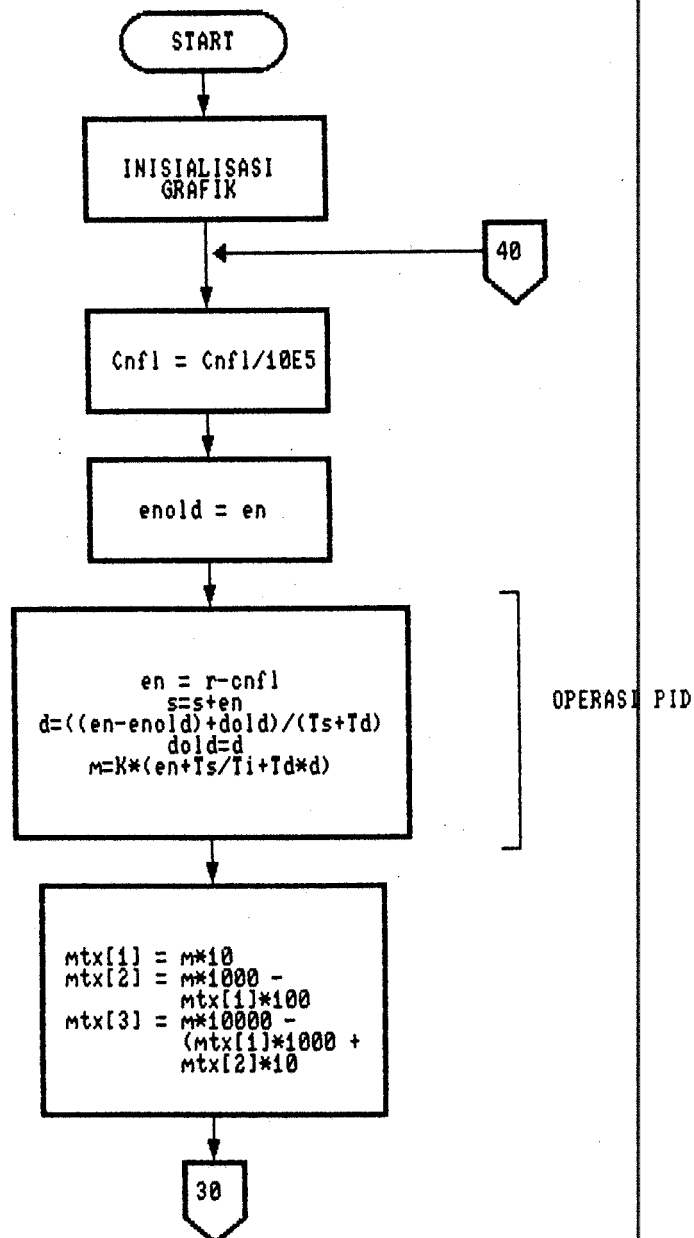 START
INISIALISASI
GRAFIK
40
Cnfl = Cnfl/10E5
enold = en
en = r-cnfl
s=s+en
d=((en-enold)+dold)/(Ts+Td)
dold=d
m=K*(en+Ts/Ti+Td*d)
OPERASI PID
mtx[1] = m*10
mtx[2] = m*1000 -
mtx[1]*100
mtx[3] = m*10000 -
(mtx[1]*1000 +
mtx[2]*10
30